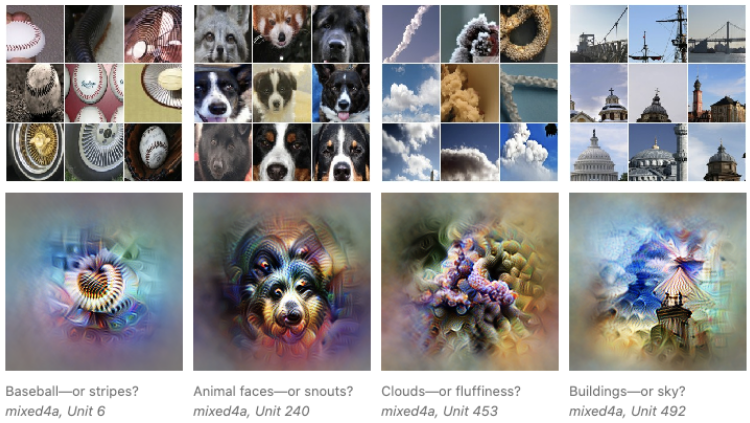 Baseball—or stripes?
mixed4a, Unit 6
Animal faces—or snouts?
mixed4a, Unit 240
Clouds—or fluffiness?
mixed4a, Unit 453
Buildings—or sky?
mixed4a, Unit 492